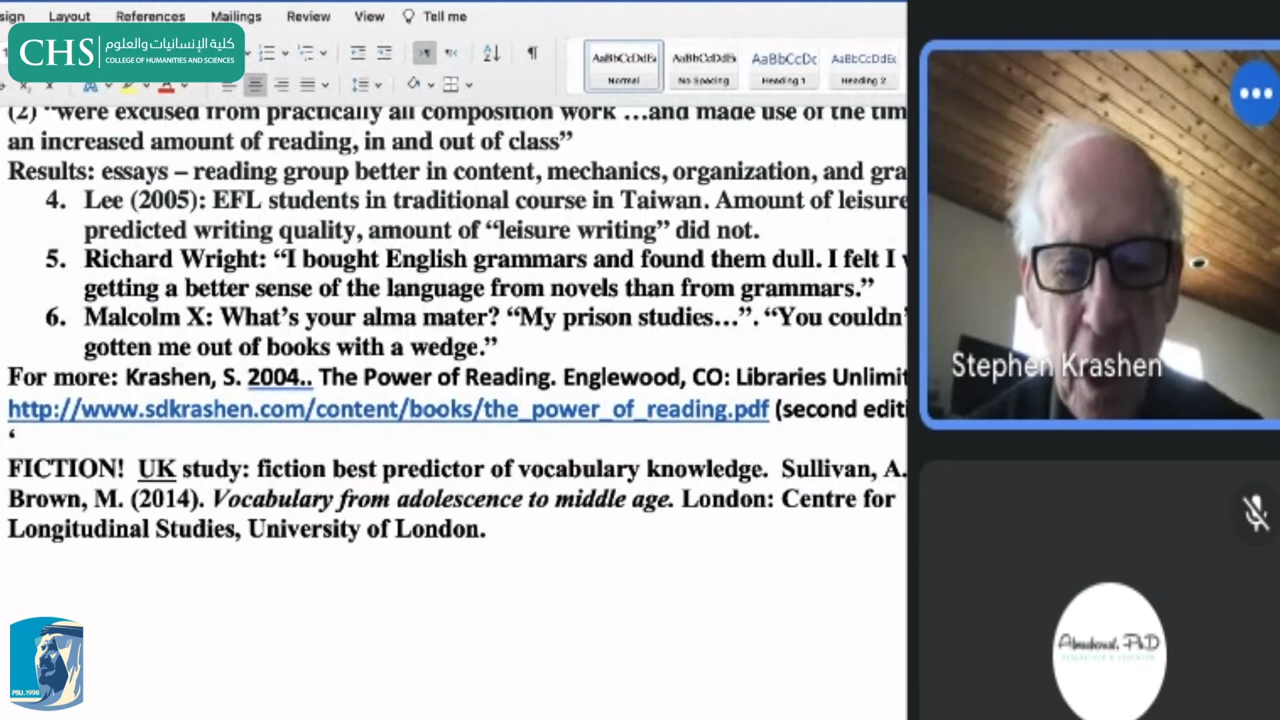 sign Layout References Mailings Review View Tell me
CHS
كلية الإنسانيات والعلوم
COLLEGE OF HUMANITIES AND SCIENCES
AaBbCcDdEe AaBbCcDdEe AaBbCcDc AaBbCcDdEe
Normal No Spacing Heading 1 Heading 2
(2) “were excused from practically all composition work …and made use of the tim
an increased amount of reading, in and out of class”
Results: essays – reading group better in content, mechanics, organization, and gra
4. Lee (2005): EFL students in traditional course in Taiwan. Amount of leisure
predicted writing quality, amount of “leisure writing” did not.
5. Richard Wright: “I bought English grammars and found them dull. I felt I
getting a better sense of the language from novels than from grammars.”
6. Malcolm X: What’s your alma mater? “My prison studies…”. “You couldn’
gotten me out of books with a wedge.”
For more: Krashen, S. 2004.. The Power of Reading. Englewood, CO: Libraries Unlimit
http://www.sdkrashen.com/content/books/the_power_of_reading.pdf (second editi
‘
FICTION! UK study: fiction best predictor of vocabulary knowledge. Sullivan, A.
Brown, M. (2014). Vocabulary from adolescence to middle age. London: Centre for
Longitudinal Studies, University of London.
Stephen Krashen
PSU.1998